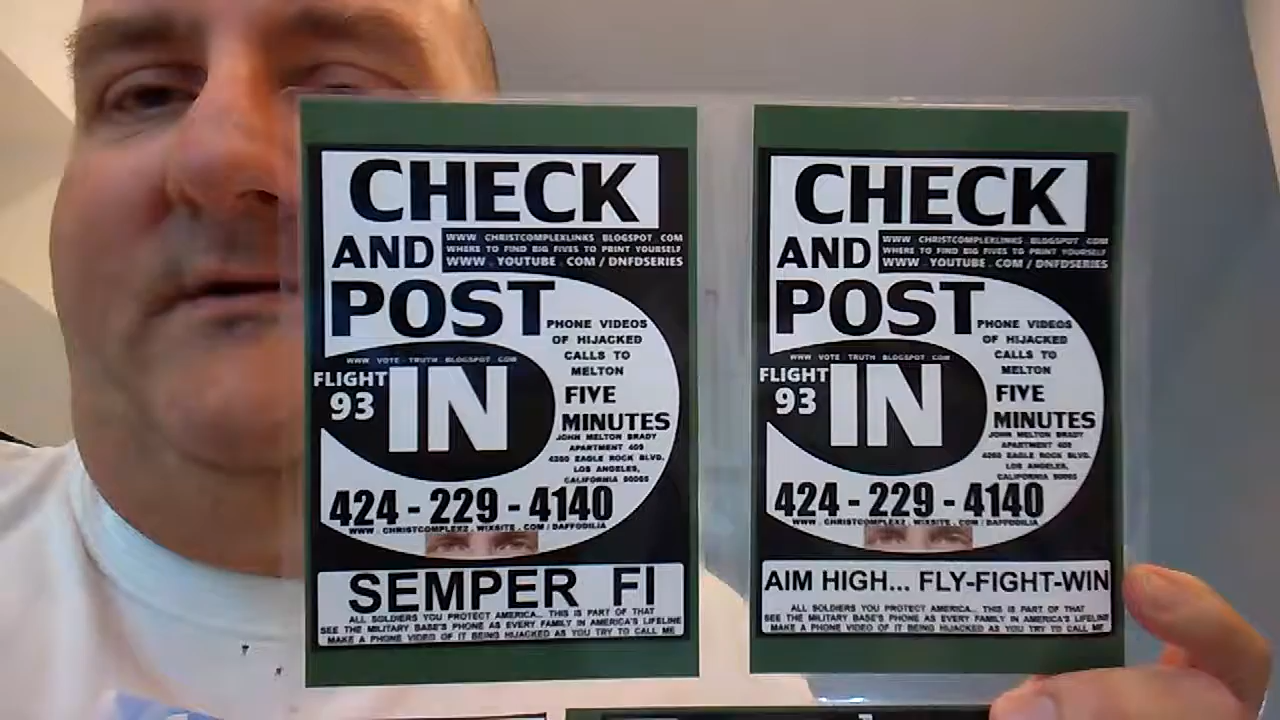 CHECK
AND
WWW . CHRISTCOMPLEXLINKS . BLOGSPOT . COM
WHERE TO FIND BIG FIVES TO PRINT YOURSELF
WWW . YOUTUBE . COM / DNFDSERIES
POST
PHONE VIDEOS
OF HIJACKED
CALLS TO
MELTON
WWW . VOTE - TRUTH . BLOGSPOT . COM
FLIGHT
93
IN
FIVE
MINUTES
JOHN MELTON BRADY
APARTMENT 409
4260 EAGLE ROCK BLVD.
LOS ANGELES,
CALIFORNIA 90065
424 - 229 - 4140
WWW . CHRISTCOMPLEX2 . WIXSITE . COM / DAFFODILIA
SEMPER FI
ALL SOLDIERS YOU PROTECT AMERICA... THIS IS PART OF THAT
SEE THE MILITARY BASE'S PHONE AS EVERY FAMILY IN AMERICA'S LIFELINE
MAKE A PHONE VIDEO OF IT BEING HIJACKED AS YOU TRY TO CALL ME
CHECK
AND
WWW . CHRISTCOMPLEXLINKS . BLOGSPOT . COM
WHERE TO FIND BIG FIVES TO PRINT YOURSELF
WWW . YOUTUBE . COM / DNFDSERIES
POST
PHONE VIDEOS
OF HIJACKED
CALLS TO
MELTON
WWW . VOTE - TRUTH . BLOGSPOT . COM
FLIGHT
93
IN
FIVE
MINUTES
JOHN MELTON BRADY
APARTMENT 409
4260 EAGLE ROCK BLVD.
LOS ANGELES,
CALIFORNIA 90065
424 - 229 - 4140
WWW . CHRISTCOMPLEX2 . WIXSITE . COM / DAFFODILIA
AIM HIGH... FLY-FIGHT-WIN
ALL SOLDIERS YOU PROTECT AMERICA... THIS IS PART OF THAT
SEE THE MILITARY BASE'S PHONE AS EVERY FAMILY IN AMERICA'S LIFELINE
MAKE A PHONE VIDEO OF IT BEING HIJACKED AS YOU TRY TO CALL ME